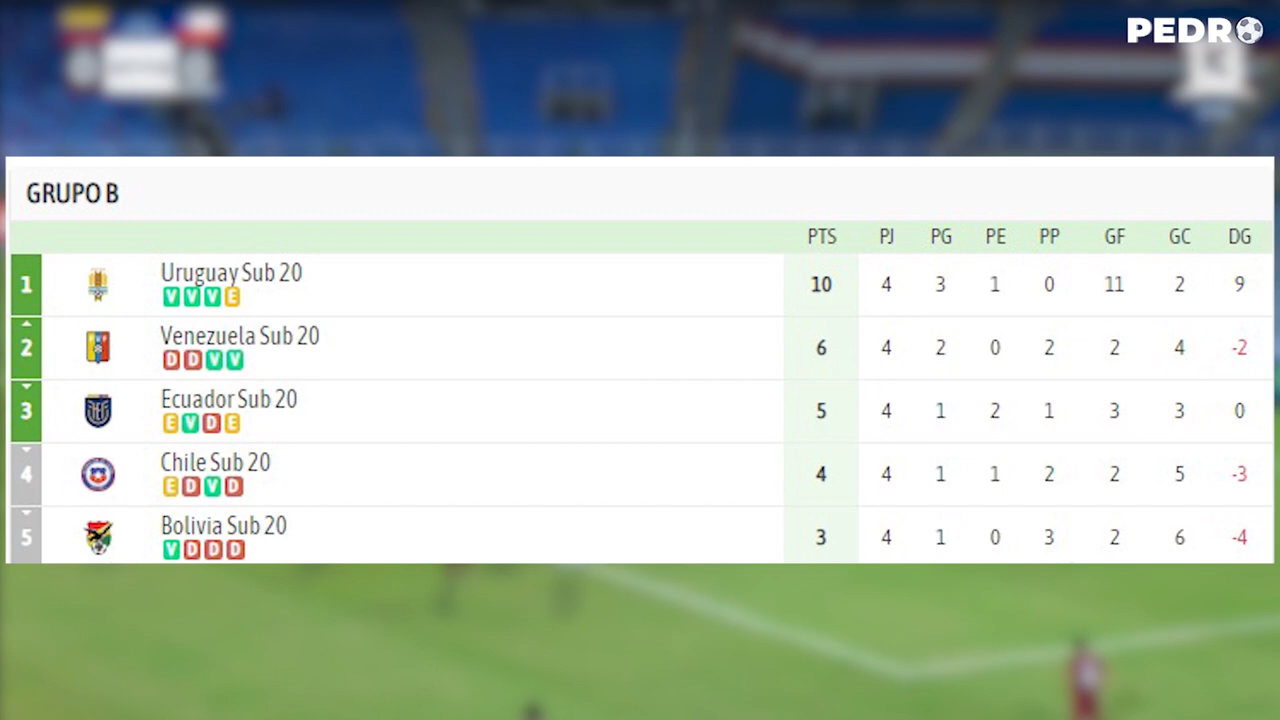 PEDRO
GRUPO B
PTS PJ PG PE PP GF GC DG
1 Uruguay Sub 20 10 4 3 1 0 11 2 9
V V V E
2 Venezuela Sub 20 6 4 2 0 2 2 4 -2
D D V V
3 Ecuador Sub 20 5 4 1 2 1 3 3 0
E V D E
4 Chile Sub 20 4 4 1 1 2 2 5 -3
E D V D
5 Bolivia Sub 20 3 4 1 0 3 2 6 -4
V D D D